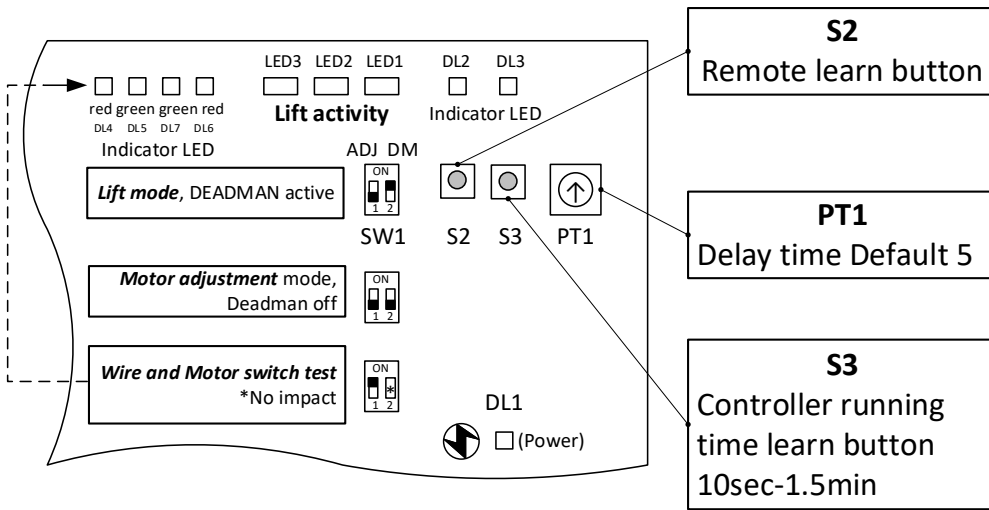 S2
Remote learn button
LED3 LED2 LED1
DL2 DL3
red green green red
DL4 DL5 DL7 DL6
Indicator LED
Lift activity
Indicator LED
ADJ DM
Lift mode, DEADMAN active
ON
1 2
SW1
S2
S3
PT1
PT1
Delay time Default 5
Motor adjustment mode,
Deadman off
ON
1 2
Wire and Motor switch test
*No impact
ON
*
1 2
DL1
(Power)
S3
Controller running
time learn button
10sec-1.5min